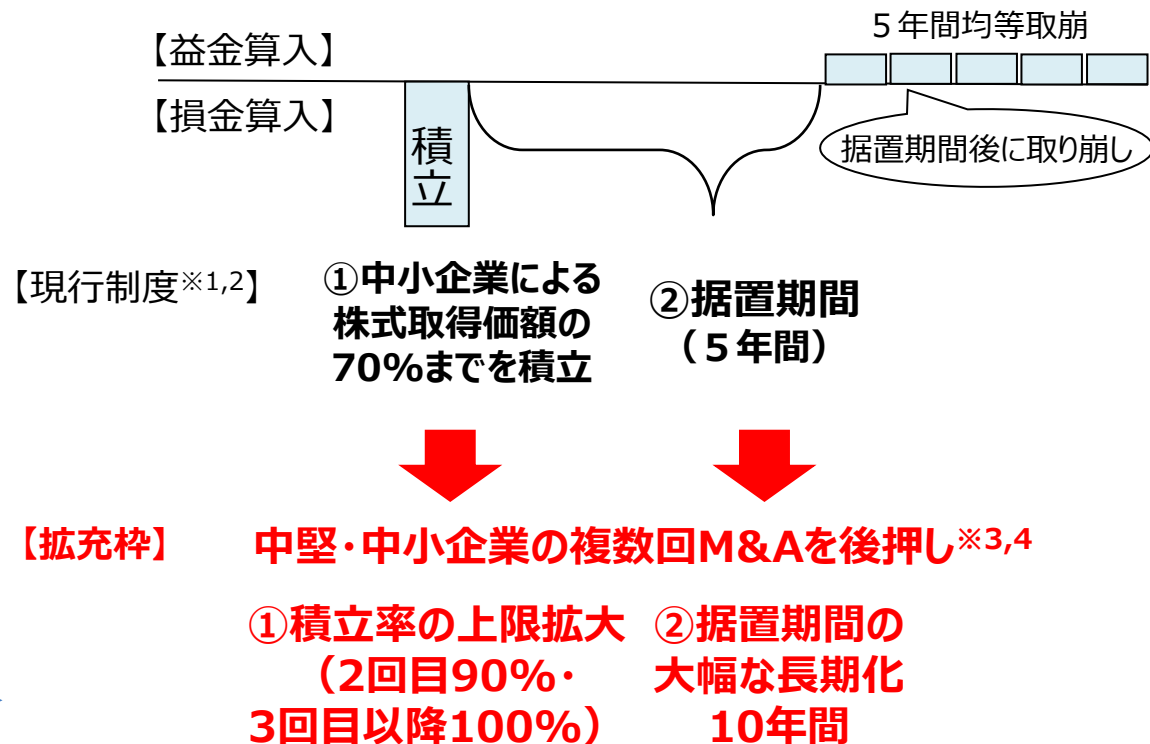 ５年間均等取崩
【益金算入】
【損金算入】
積立
据置期間後に取り崩し
【現行制度※1,2】
①中小企業による
株式取得価額の
70%までを積立
②据置期間
（５年間）
【拡充枠】
中堅・中小企業の複数回M&Aを後押し※3,4
①積立率の上限拡大
（2回目90%・
3回目以降100%）
②据置期間の
大幅な長期化
10年間